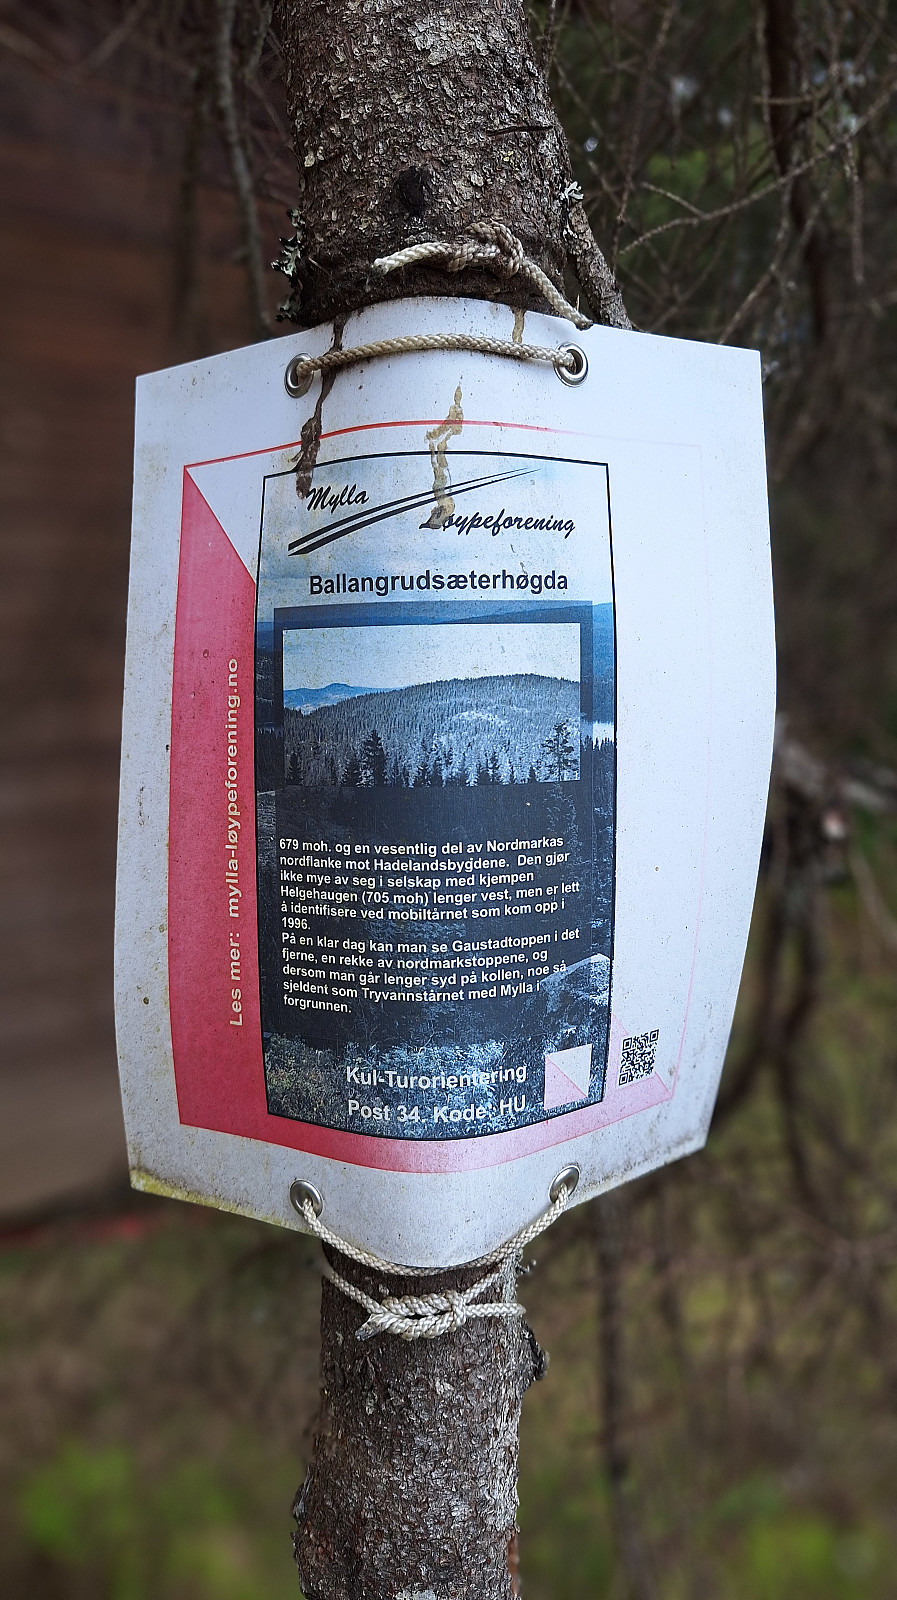 Mylla
Løypeforening
Ballangrudsæterhøgda
679 moh. og en vesentlig del av Nordmarkas
nordflanke mot Hadelandsbygdene. Den gjør
ikke mye av seg i selskap med kjempen
Helgehaugen (705 moh) lenger vest, men er lett
å identifisere ved mobiltårnet som kom opp i
1996.
På en klar dag kan man se Gaustadtoppen i det
fjerne, en rekke av nordmarkstoppene, og
dersom man går lenger syd på kollen, noe så
sjeldent som Tryvannstårnet med Mylla i
forgrunnen.
Kul-Turorientering
Post 34. Kode: HU
Les mer: mylla-løypeforening.no